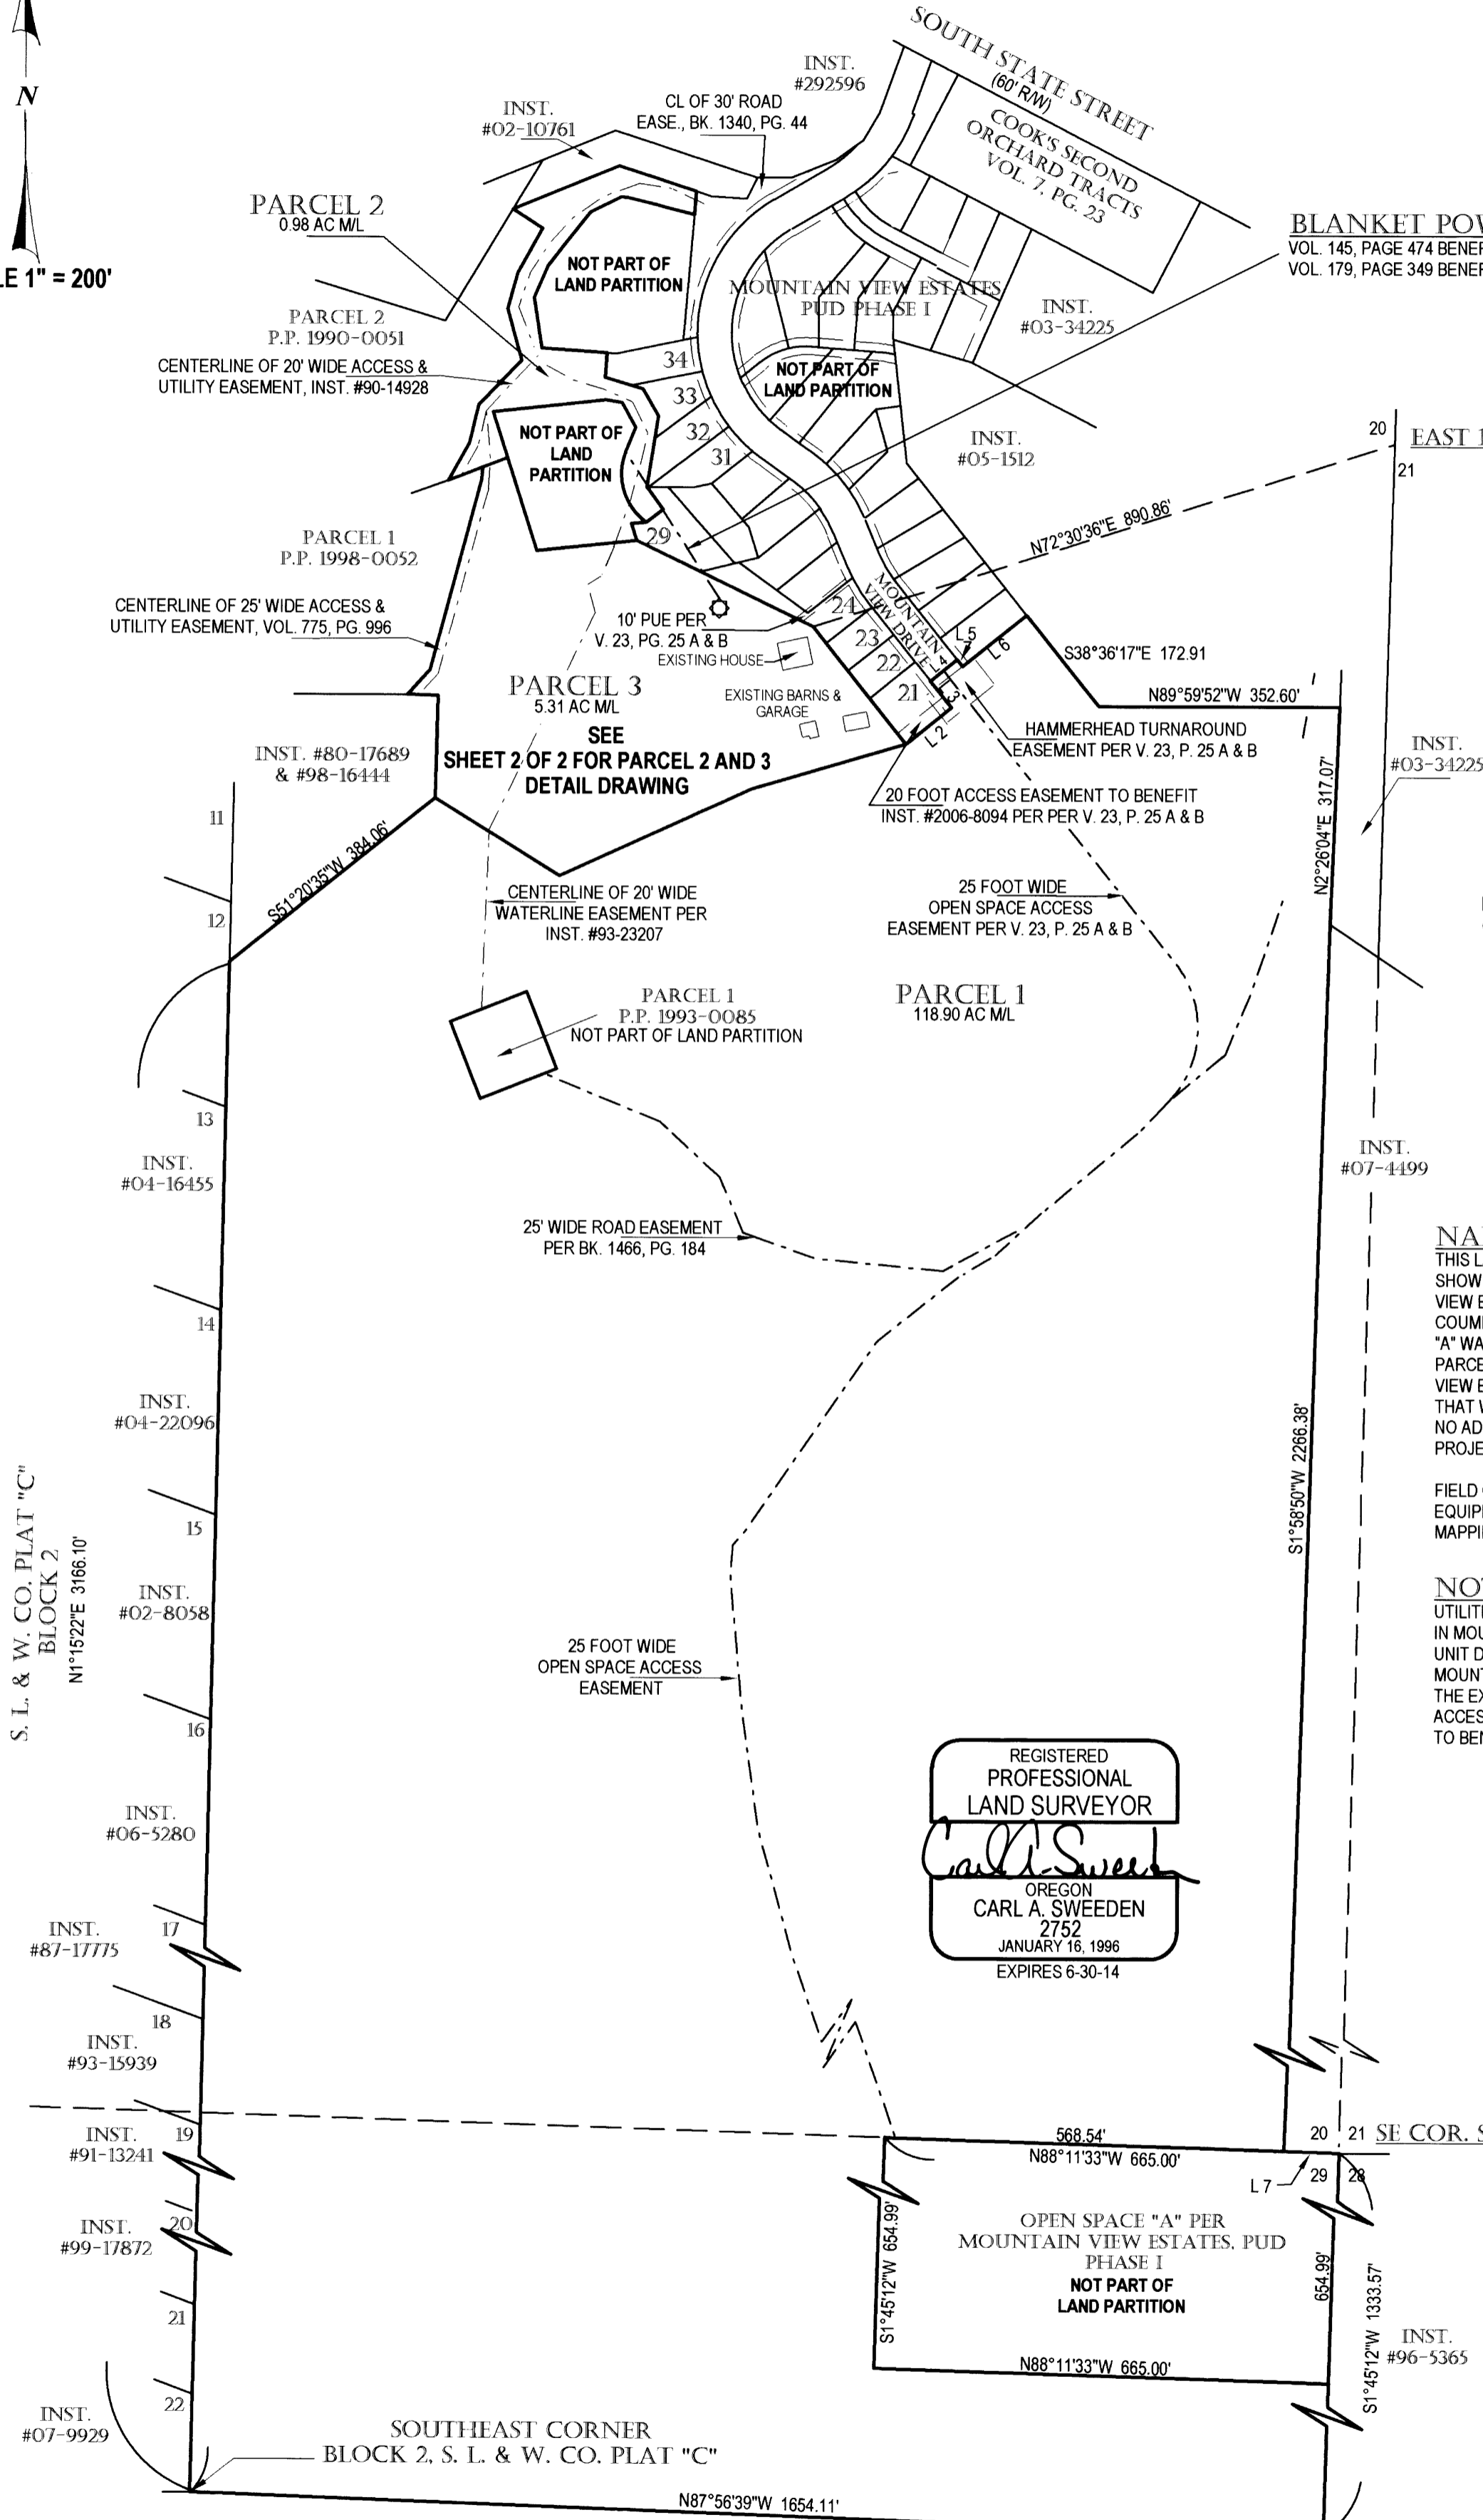 SOUTH STATE STREET
(60' R/W)
INST.
#292596
CL OF 30' ROAD
EASE., BK. 1340, PG. 44
INST.
#02-10761
N
COOK'S SECOND
ORCHARD TRACTS
VOL. 7, PG. 23
PARCEL 2
0.98 AC M/L
BLANKET POW
VOL. 145, PAGE 474 BENEF
VOL. 179, PAGE 349 BENEF
LE 1" = 200'
NOT PART OF
LAND PARTITION
MOUNTAIN VIEW ESTATES
PUD PHASE I
INST.
#03-34225
PARCEL 2
P.P. 1990-0051
CENTERLINE OF 20' WIDE ACCESS &
UTILITY EASEMENT, INST. #90-14928
34
33
32
31
NOT PART OF
LAND PARTITION
NOT PART OF
LAND
PARTITION
INST.
#05-1512
20
EAST 1
21
N72°30'36"E 890.86'
PARCEL 1
P.P. 1998-0052
29
CENTERLINE OF 25' WIDE ACCESS &
UTILITY EASEMENT, VOL. 775, PG. 996
10' PUE PER
V. 23, PG. 25 A & B
EXISTING HOUSE
24
23
22
21
MOUNTAIN
VIEW DRIVE
L 4
L 5
L 6
L 3
L 2
S38°36'17"E 172.91
N89°59'52"W 352.60'
PARCEL 3
5.31 AC M/L
EXISTING BARNS &
GARAGE
SEE
SHEET 2 OF 2 FOR PARCEL 2 AND 3
DETAIL DRAWING
INST. #80-17689
& #98-16444
HAMMERHEAD TURNAROUND
EASEMENT PER V. 23, P. 25 A & B
INST.
#03-34225
20 FOOT ACCESS EASEMENT TO BENEFIT
INST. #2006-8094 PER PER V. 23, P. 25 A & B
N2°26'04"E 317.07'
11
12
S51°20'35"W 384.06'
CENTERLINE OF 20' WIDE
WATERLINE EASEMENT PER
INST. #93-23207
25 FOOT WIDE
OPEN SPACE ACCESS
EASEMENT PER V. 23, P. 25 A & B
PARCEL 1
P.P. 1993-0085
NOT PART OF LAND PARTITION
PARCEL 1
118.90 AC M/L
13
INST.
#04-16455
INST.
#07-4499
25' WIDE ROAD EASEMENT
PER BK. 1466, PG. 184
NA
THIS L
SHOW
VIEW E
COUM
"A" WA
PARCE
VIEW E
THAT W
NO AD
PROJE
FIELD
EQUIP
MAPPI
14
INST.
#04-22096
S1°58'50"W 2266.38'
15
S. L. & W. CO. PLAT "C"
BLOCK 2
N1°15'22"E 3166.10'
INST.
#02-8058
NOT
UTILITI
IN MOU
UNIT D
MOUNT
THE EX
ACCES
TO BEN
25 FOOT WIDE
OPEN SPACE ACCESS
EASEMENT
16
INST.
#06-5280
REGISTERED
PROFESSIONAL
LAND SURVEYOR
Carl A. Sweeden
OREGON
CARL A. SWEEDEN
2752
JANUARY 16, 1996
EXPIRES 6-30-14
INST.
#87-17775
17
18
INST.
#93-15939
INST.
#91-13241
19
568.54'
N88°11'33"W 665.00'
20
21
SE COR. S
L 7
29
28
INST.
#99-17872
20
OPEN SPACE "A" PER
MOUNTAIN VIEW ESTATES, PUD
PHASE I
NOT PART OF
LAND PARTITION
S1°45'12"W 654.99'
654.99'
S1°45'12"W 1333.57'
21
INST.
#96-5365
N88°11'33"W 665.00'
22
INST.
#07-9929
SOUTHEAST CORNER
BLOCK 2, S. L. & W. CO. PLAT "C"
N87°56'39"W 1654.11'